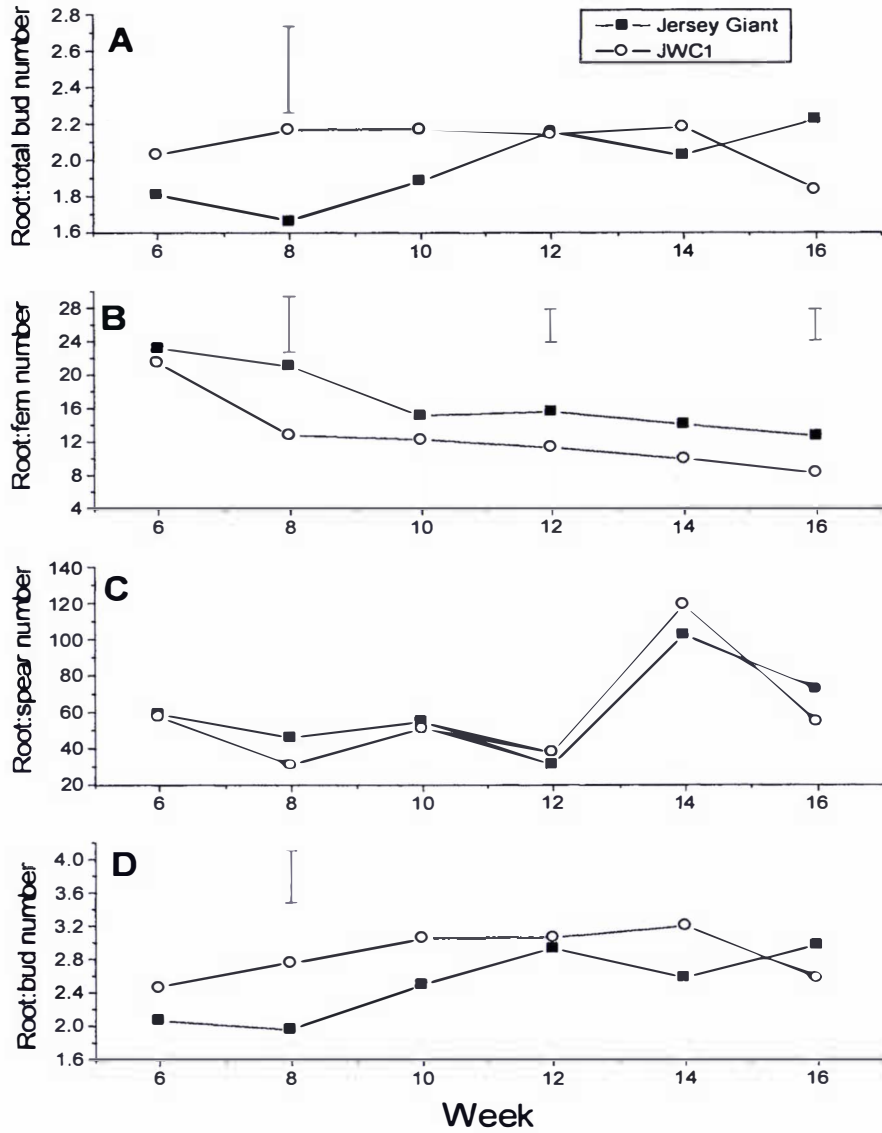 Jersey Giant
JWC1
A
Root:total bud number
2.8
2.6
2.4
2.2
2.0
1.8
1.6
6 8 10 12 14 16
B
Root:fern number
28
24
20
16
12
8
4
6 8 10 12 14 16
C
Root:spear number
140
120
100
80
60
40
20
6 8 10 12 14 16
D
Root:bud number
4.0
3.6
3.2
2.8
2.4
2.0
1.6
6 8 10 12 14 16
Week